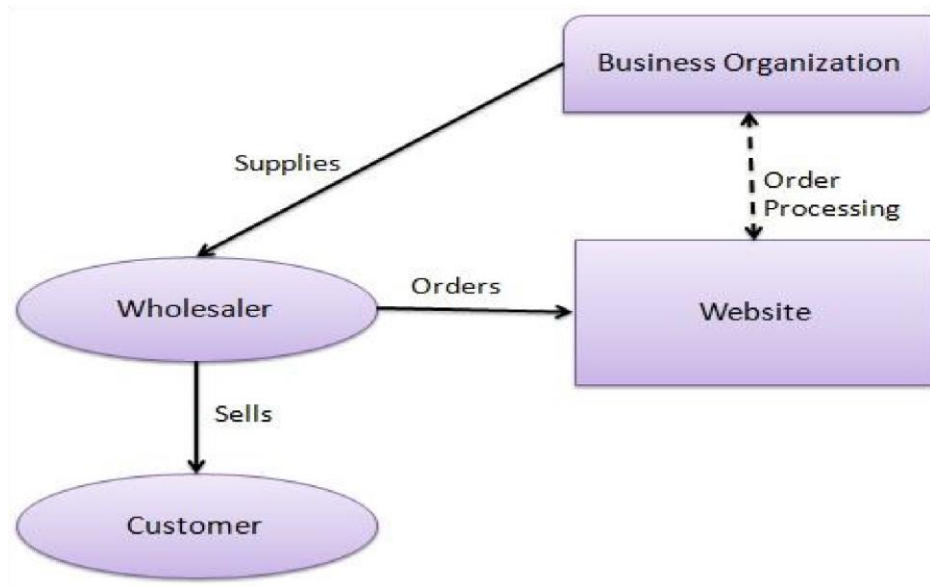 Business Organization
Supplies
Order
Processing
Wholesaler
Orders
Website
Sells
Customer